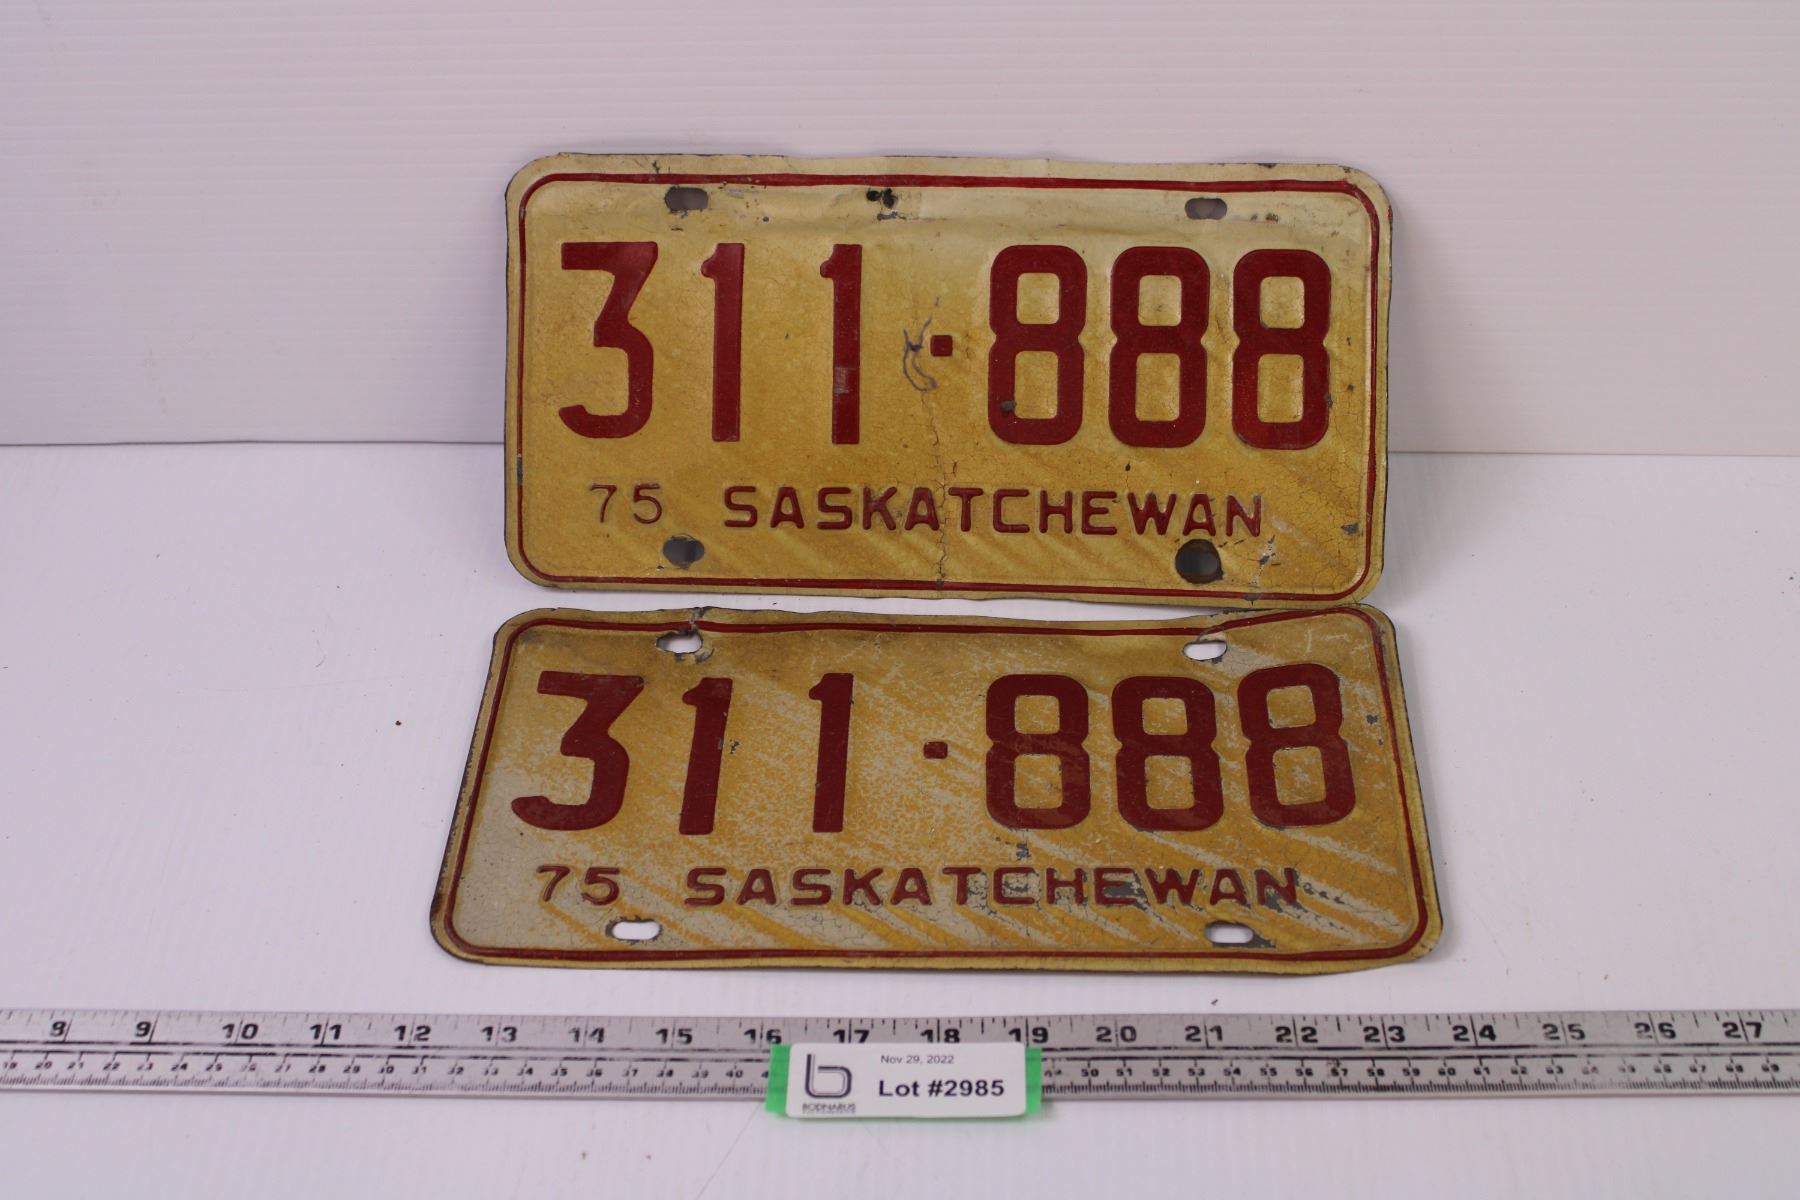 311·888
75 SASKATCHEWAN
311·888
75 SASKATCHEWAN
8 9 10 11 12 13 14 15 16 17 18 19 20 21 22 23 24 25 26 27
Nov 29, 2022
Lot #2985
BODNARUS